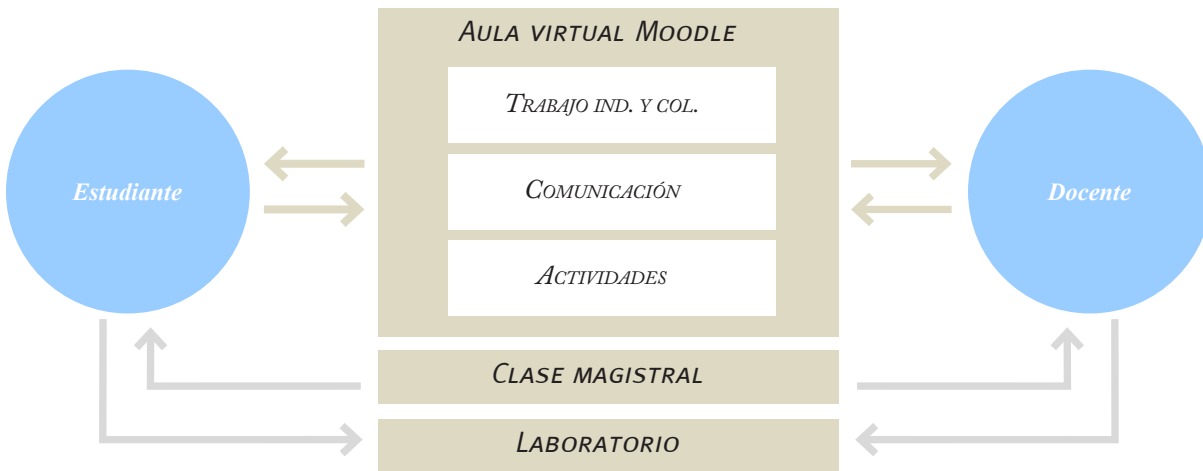 Aula virtual Moodle
Trabajo ind. y col.
Estudiante
Comunicación
Docente
Actividades
Clase magistral
Laboratorio